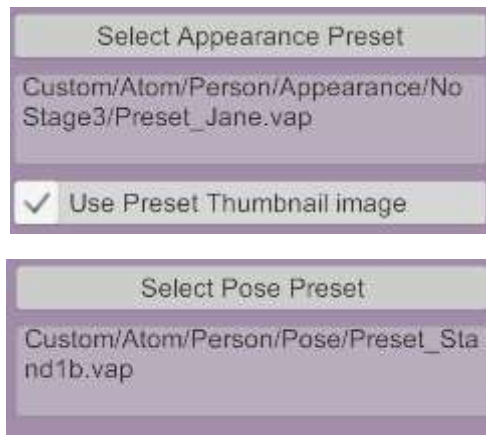 Select Appearance Preset
Custom/Atom/Person/Appearance/No
Stage3/Preset_Jane.vap
Use Preset Thumbnail image
Select Pose Preset
Custom/Atom/Person/Pose/Preset_Sta
nd1b.vap